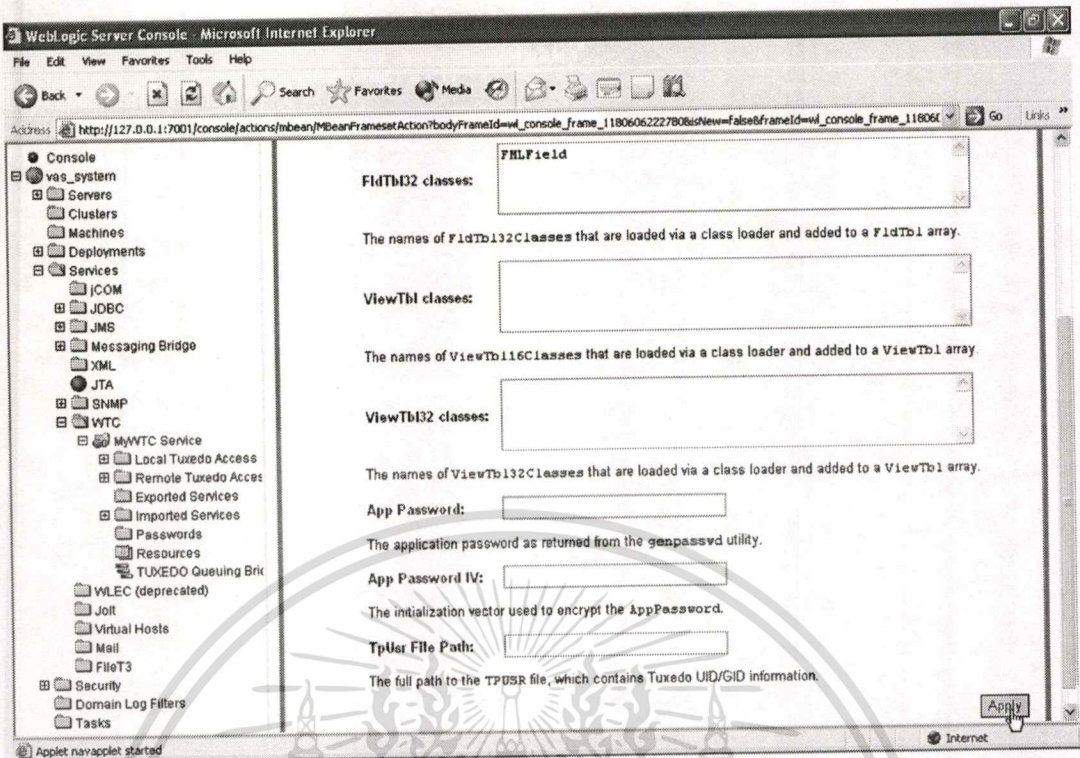 WebLogic Server Console - Microsoft Internet Explorer
File Edit View Favorites Tools Help
Back Search Favorites Media
Address http://127.0.0.1:7001/console/actions/mbean/MBeanFramesetAction?bodyFrameId=wl_console_frame_1180606222780&isNew=false&frameId=wl_console_frame_11806 Go Links »
Console
vas_system
Servers
Clusters
Machines
Deployments
Services
jCOM
JDBC
JMS
Messaging Bridge
XML
JTA
SNMP
WTC
MyWTC Service
Local Tuxedo Access
Remote Tuxedo Acces
Exported Services
Imported Services
Passwords
Resources
TUXEDO Queuing Bric
WLEC (deprecated)
Jolt
Virtual Hosts
Mail
FileT3
Security
Domain Log Filters
Tasks
FldTbl32 classes:
FMLField
The names of FldTbl32Classes that are loaded via a class loader and added to a FldTbl array.
ViewTbl classes:
The names of ViewTbl16Classes that are loaded via a class loader and added to a ViewTbl array.
ViewTbl32 classes:
The names of ViewTbl32Classes that are loaded via a class loader and added to a ViewTbl array.
App Password:
The application password as returned from the genpasswd utility.
App Password IV:
The initialization vector used to encrypt the AppPassword.
TpUsr File Path:
The full path to the TPUSR file, which contains Tuxedo UID/GID information.
Apply
Applet navapplet started
Internet